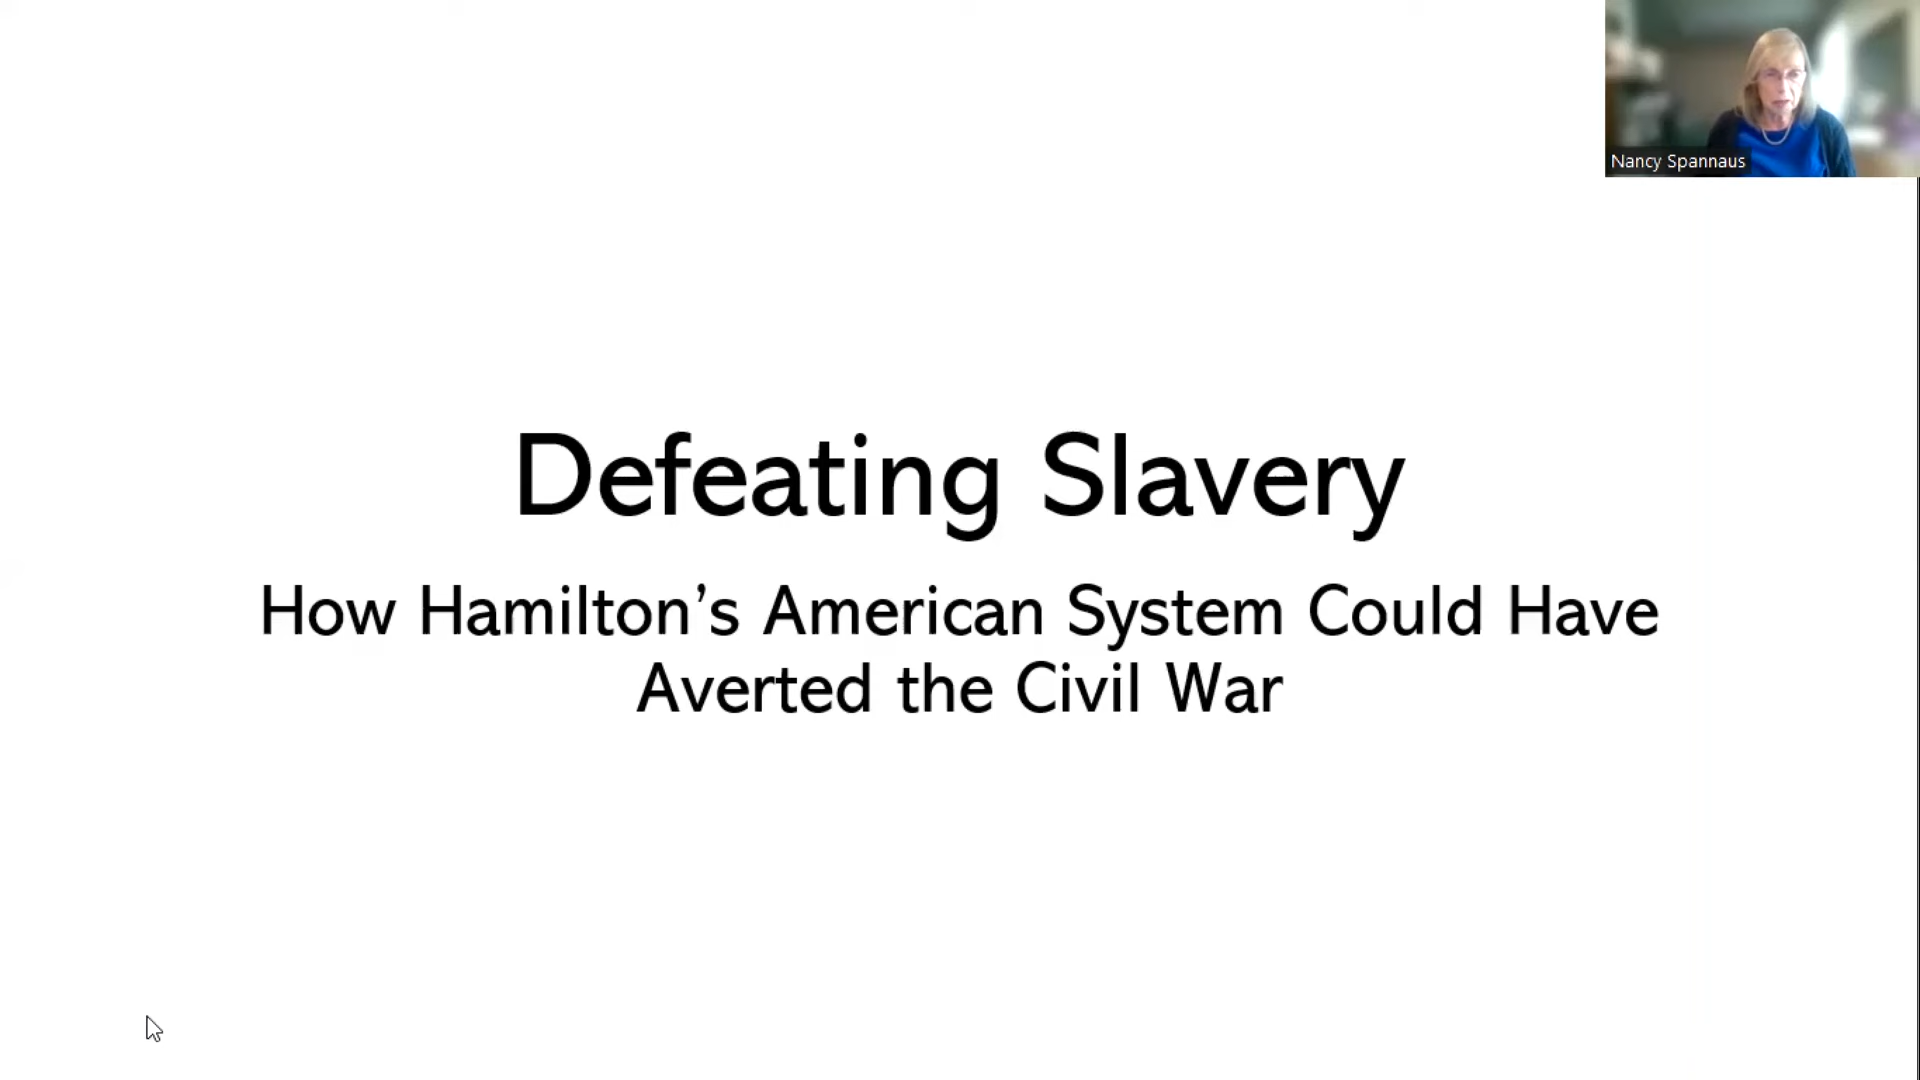 Nancy Spannaus
Defeating Slavery
How Hamilton’s American System Could Have
Averted the Civil War